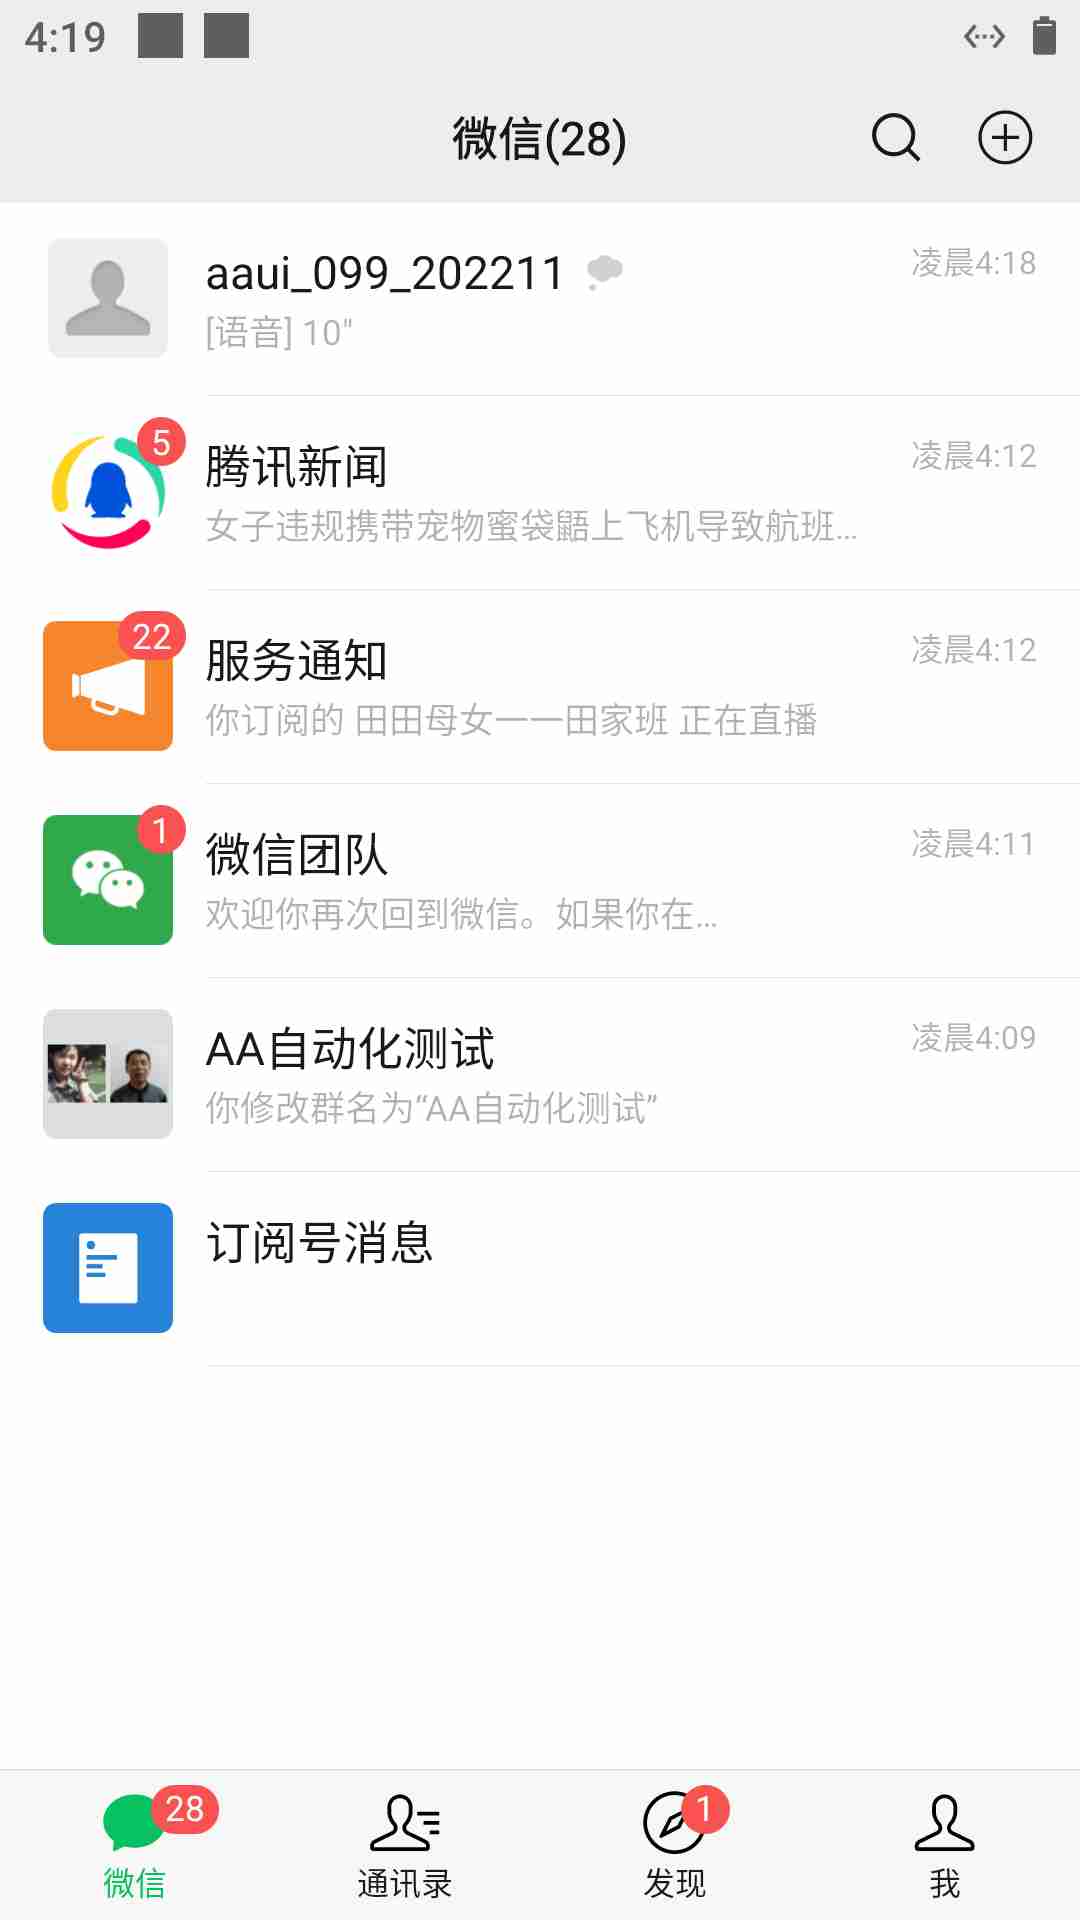 4:19
微信(28)
aaui_099_202211
凌晨4:18
[语音] 10"
5
腾讯新闻
凌晨4:12
女子违规携带宠物蜜袋鼯上飞机导致航班...
22
服务通知
凌晨4:12
你订阅的 田田母女一一田家班 正在直播
1
微信团队
凌晨4:11
欢迎你再次回到微信。如果你在...
AA自动化测试
凌晨4:09
你修改群名为“AA自动化测试”
订阅号消息
28
1
微信
通讯录
发现
我